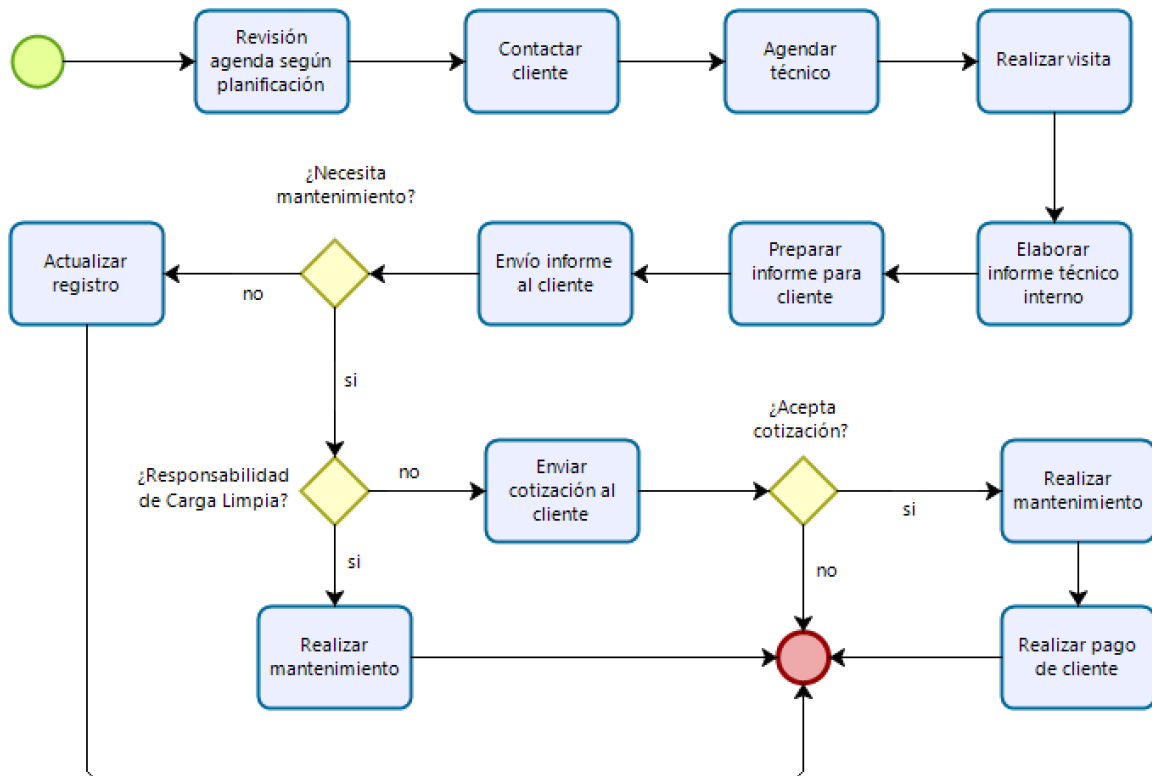 Revisión
agenda según
planificación
Contactar
cliente
Agendar
técnico
Realizar visita
¿Necesita
mantenimiento?
Actualizar
registro
no
Envío informe
al cliente
Preparar
informe para
cliente
Elaborar
informe técnico
interno
si
¿Acepta
cotización?
¿Responsabilidad
de Carga Limpia?
no
Enviar
cotización al
cliente
si
Realizar
mantenimiento
si
no
Realizar
mantenimiento
Realizar pago
de cliente